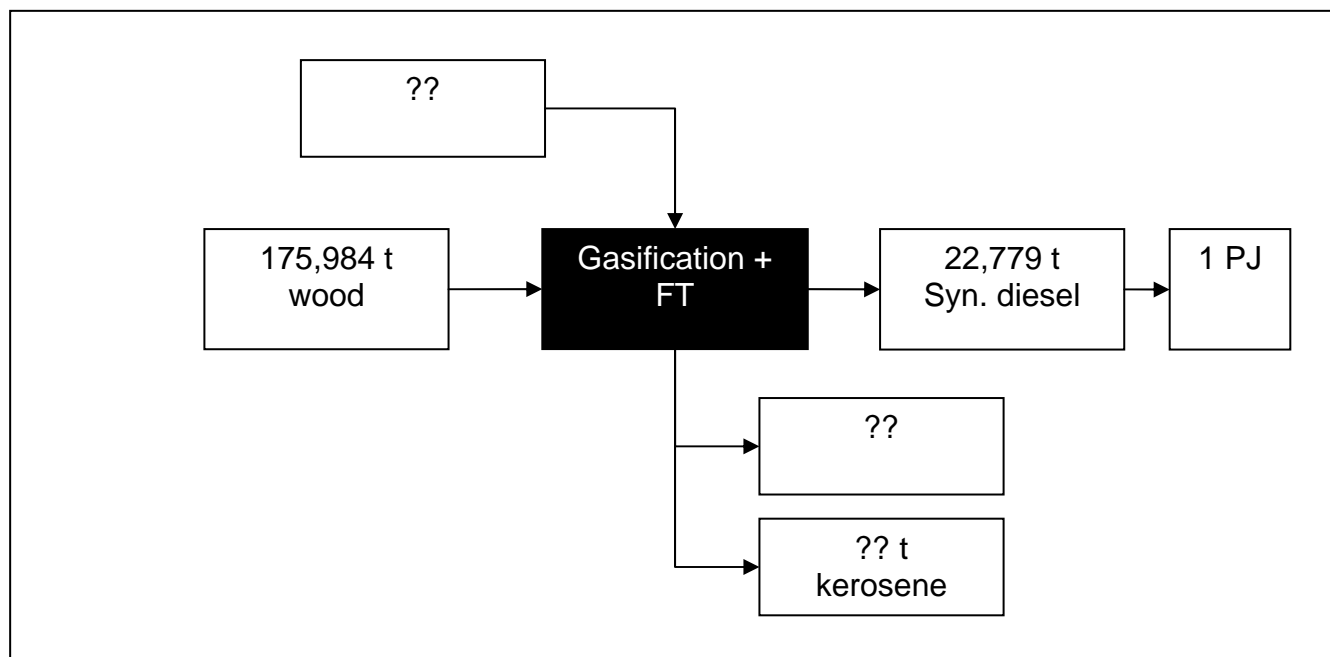 ??
175,984 t
wood
Gasification +
FT
22,779 t
Syn. diesel
1 PJ
??
?? t
kerosene